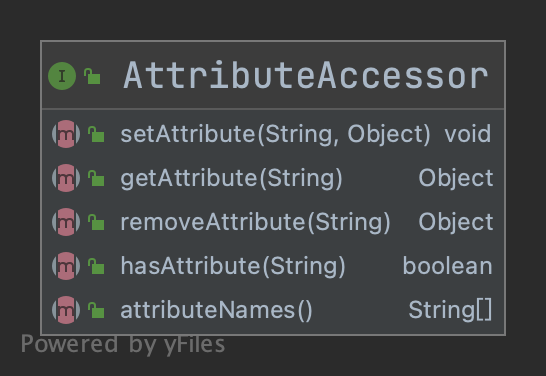 I AttributeAccessor
m setAttribute(String, Object) void
m getAttribute(String) Object
m removeAttribute(String) Object
m hasAttribute(String) boolean
m attributeNames() String[]
Powered by yFiles